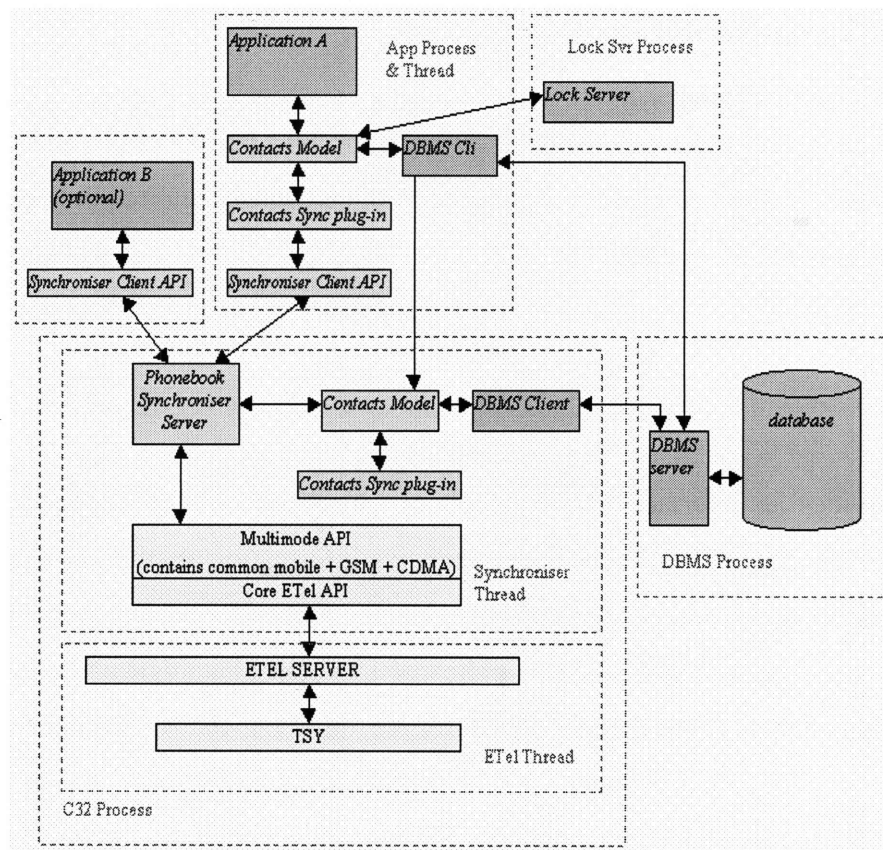 Application A
App Process
& Thread
Lock Svr Process
Lock Server
Contacts Model
DBMS Cli
Application B
(optional)
Contacts Sync plug-in
Synchroniser Client API
Synchroniser Client API
Phonebook
Synchroniser
Server
Contacts Model
DBMS Client
database
DBMS
server
Contacts Sync plug-in
Multimode API
(contains common mobile + GSM + CDMA)
Core ETel API
Synchroniser
Thread
DBMS Process
ETEL SERVER
TSY
ETel Thread
C32 Process